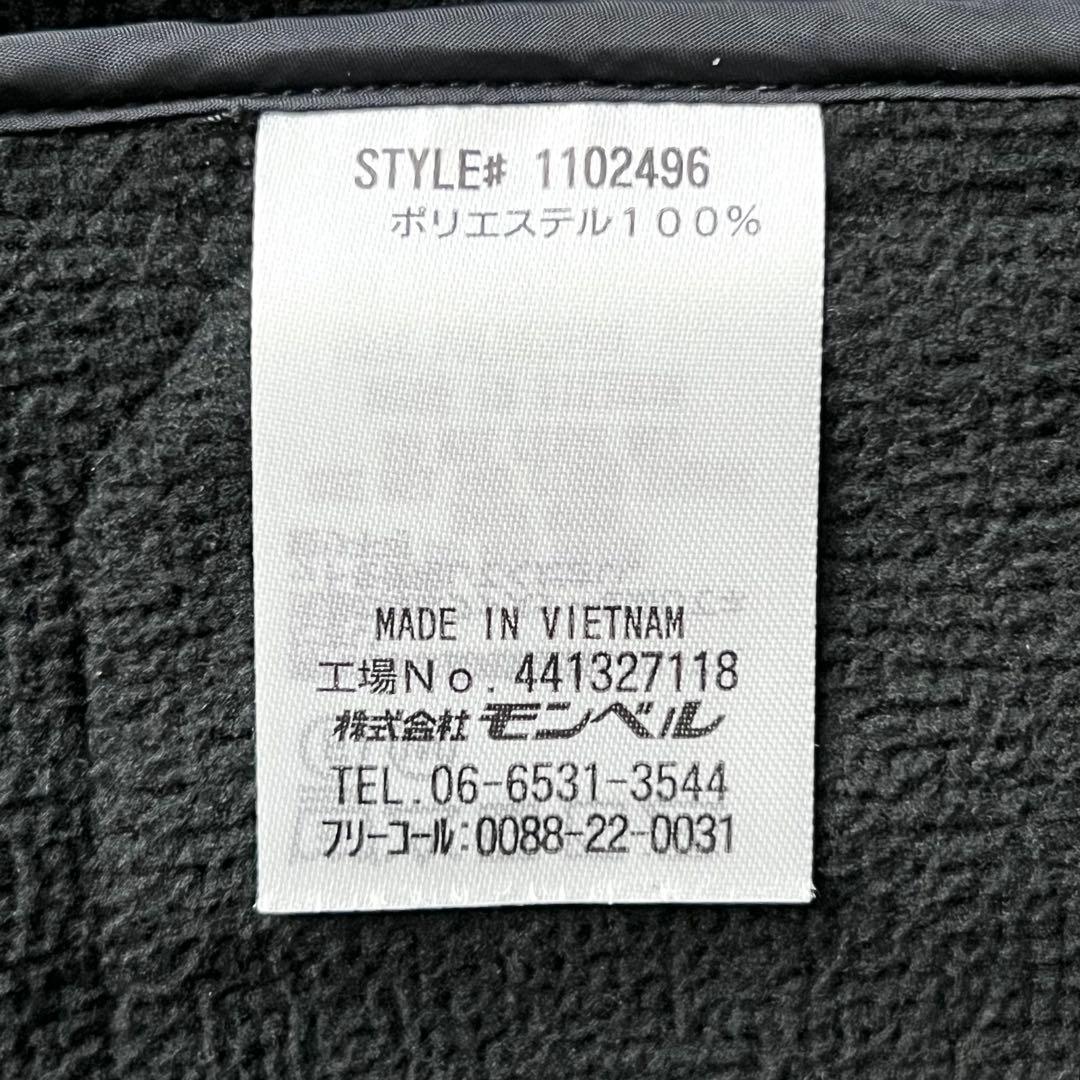 STYLE# 1102496
ポリエステル１００％
MADE IN VIETNAM
工場Ｎｏ. 441327118
株式会社モンベル
TEL.06-6531-3544
フリーコール:0088-22-0031